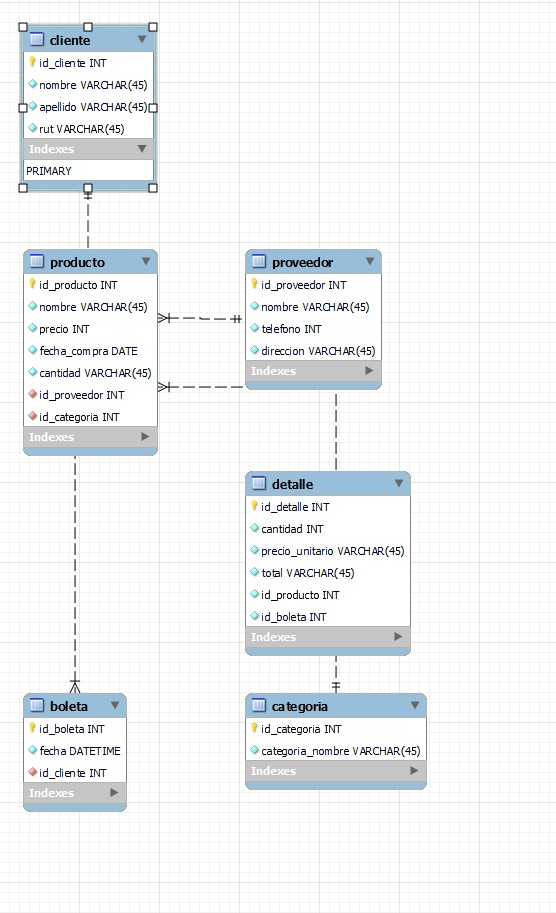 cliente
id_cliente INT
nombre VARCHAR(45)
apellido VARCHAR(45)
rut VARCHAR(45)
Indexes
PRIMARY
producto
id_producto INT
nombre VARCHAR(45)
precio INT
fecha_compra DATE
cantidad VARCHAR(45)
id_proveedor INT
id_categoria INT
Indexes
proveedor
id_proveedor INT
nombre VARCHAR(45)
telefono INT
direccion VARCHAR(45)
Indexes
detalle
id_detalle INT
cantidad INT
precio_unitario VARCHAR(45)
total VARCHAR(45)
id_producto INT
id_boleta INT
Indexes
boleta
id_boleta INT
fecha DATETIME
id_cliente INT
Indexes
categoria
id_categoria INT
categoria_nombre VARCHAR(45)
Indexes